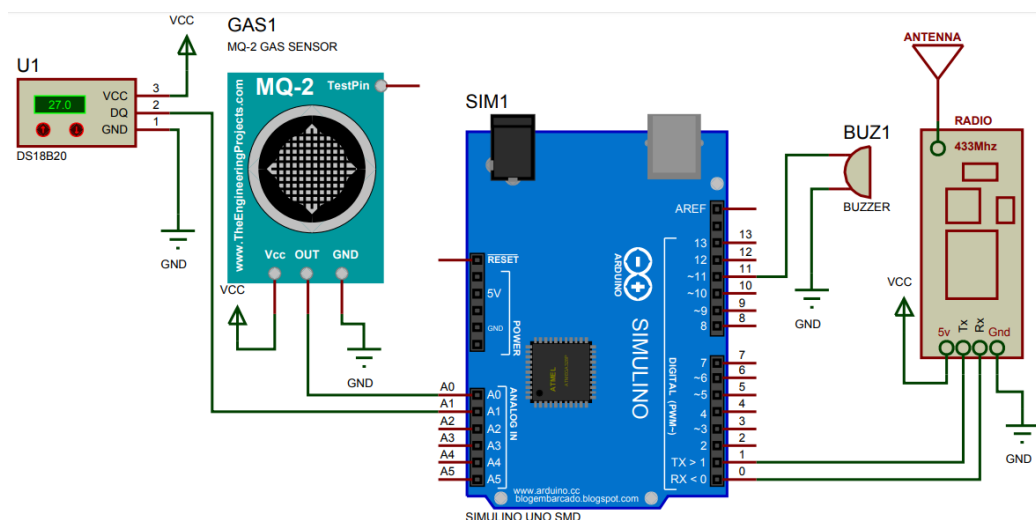 VCC
U1
27.0
VCC
DQ
GND
3
2
1
DS18B20
GND
GAS1
MQ-2 GAS SENSOR
MQ-2
TestPin
www.TheEngineeringProjects.com
Vcc OUT GND
VCC
GND
SIM1
RESET
5V
GND
POWER
ARDUINO
SIMULINO
ATMEL
AREF
13
12
~11
~10
~9
8
7
~6
~5
4
~3
2
TX > 1
RX < 0
DIGITAL (PWM~)
13
12
11
10
9
8
7
6
5
4
3
2
1
0
A0
A1
A2
A3
A4
A5
A0
A1
A2
A3
A4
A5
ANALOG IN
www.arduino.cc
blogembarcado.blogspot.com
SIMULINO UNO SMD
BUZ1
BUZZER
GND
ANTENNA
RADIO
433Mhz
VCC
5v Tx Rx Gnd
GND